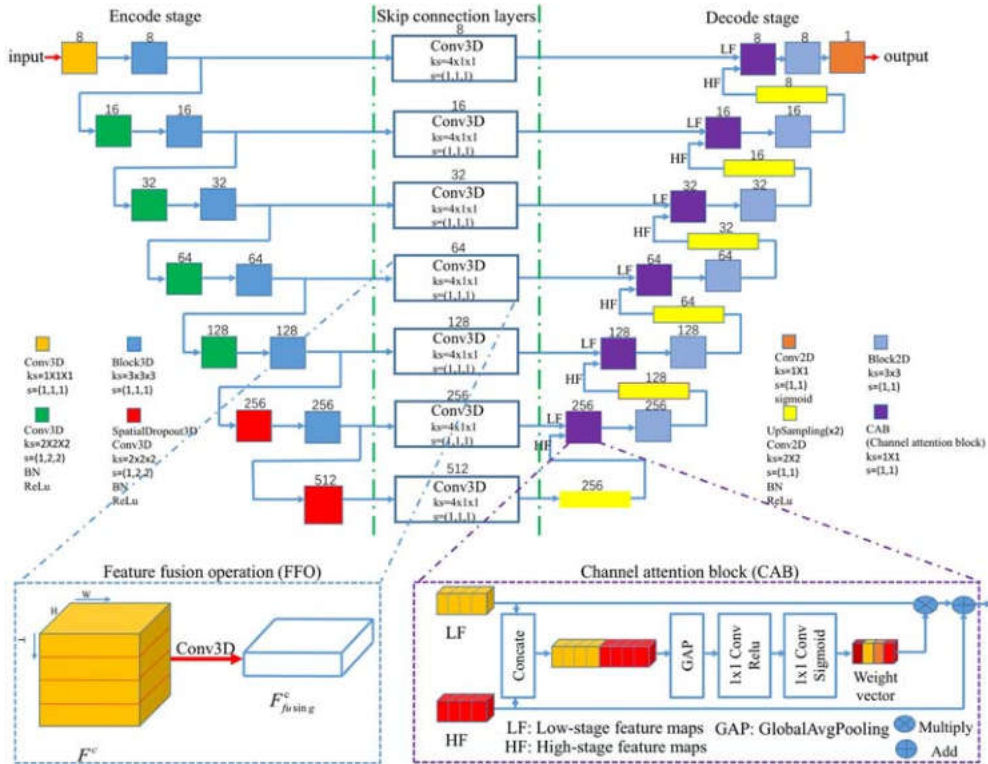 Encode stage
Skip connection layers
Decode stage
input
8
8
8
Conv3D
ks=4x1x1
s=(1,1,1)
LF
8
8
1
output
HF
8
16
16
16
Conv3D
ks=4x1x1
s=(1,1,1)
LF
16
16
HF
16
32
32
32
Conv3D
ks=4x1x1
s=(1,1,1)
LF
32
32
HF
32
64
64
64
Conv3D
ks=4x1x1
s=(1,1,1)
LF
64
64
HF
64
128
128
128
Conv3D
ks=4x1x1
s=(1,1,1)
LF
128
128
HF
128
256
256
256
Conv3D
ks=4x1x1
s=(1,1,1)
LF
256
256
HF
256
512
512
Conv3D
ks=4x1x1
s=(1,1,1)
Conv3D
ks=1X1X1
s=(1,1,1)
Block3D
ks=3x3x3
s=(1,1,1)
Conv3D
ks=2X2X2
s=(1,2,2)
BN
ReLu
SpatialDropout3D
Conv3D
ks=2x2x2
s=(1,2,2)
BN
ReLu
Conv2D
ks=1X1
s=(1,1)
sigmoid
Block2D
ks=3x3
s=(1,1)
UpSampling(x2)
Conv2D
ks=2X2
s=(1,1)
BN
ReLu
CAB
(Channel attention block)
ks=1X1
s=(1,1)
Feature fusion operation (FFO)
W
H
T
Conv3D
F^c
F^c_fusing
Channel attention block (CAB)
LF
HF
Concate
GAP
1x1 Conv
Relu
1x1 Conv
Sigmoid
Weight
vector
LF: Low-stage feature maps
GAP: GlobalAvgPooling
Multiply
HF: High-stage feature maps
Add